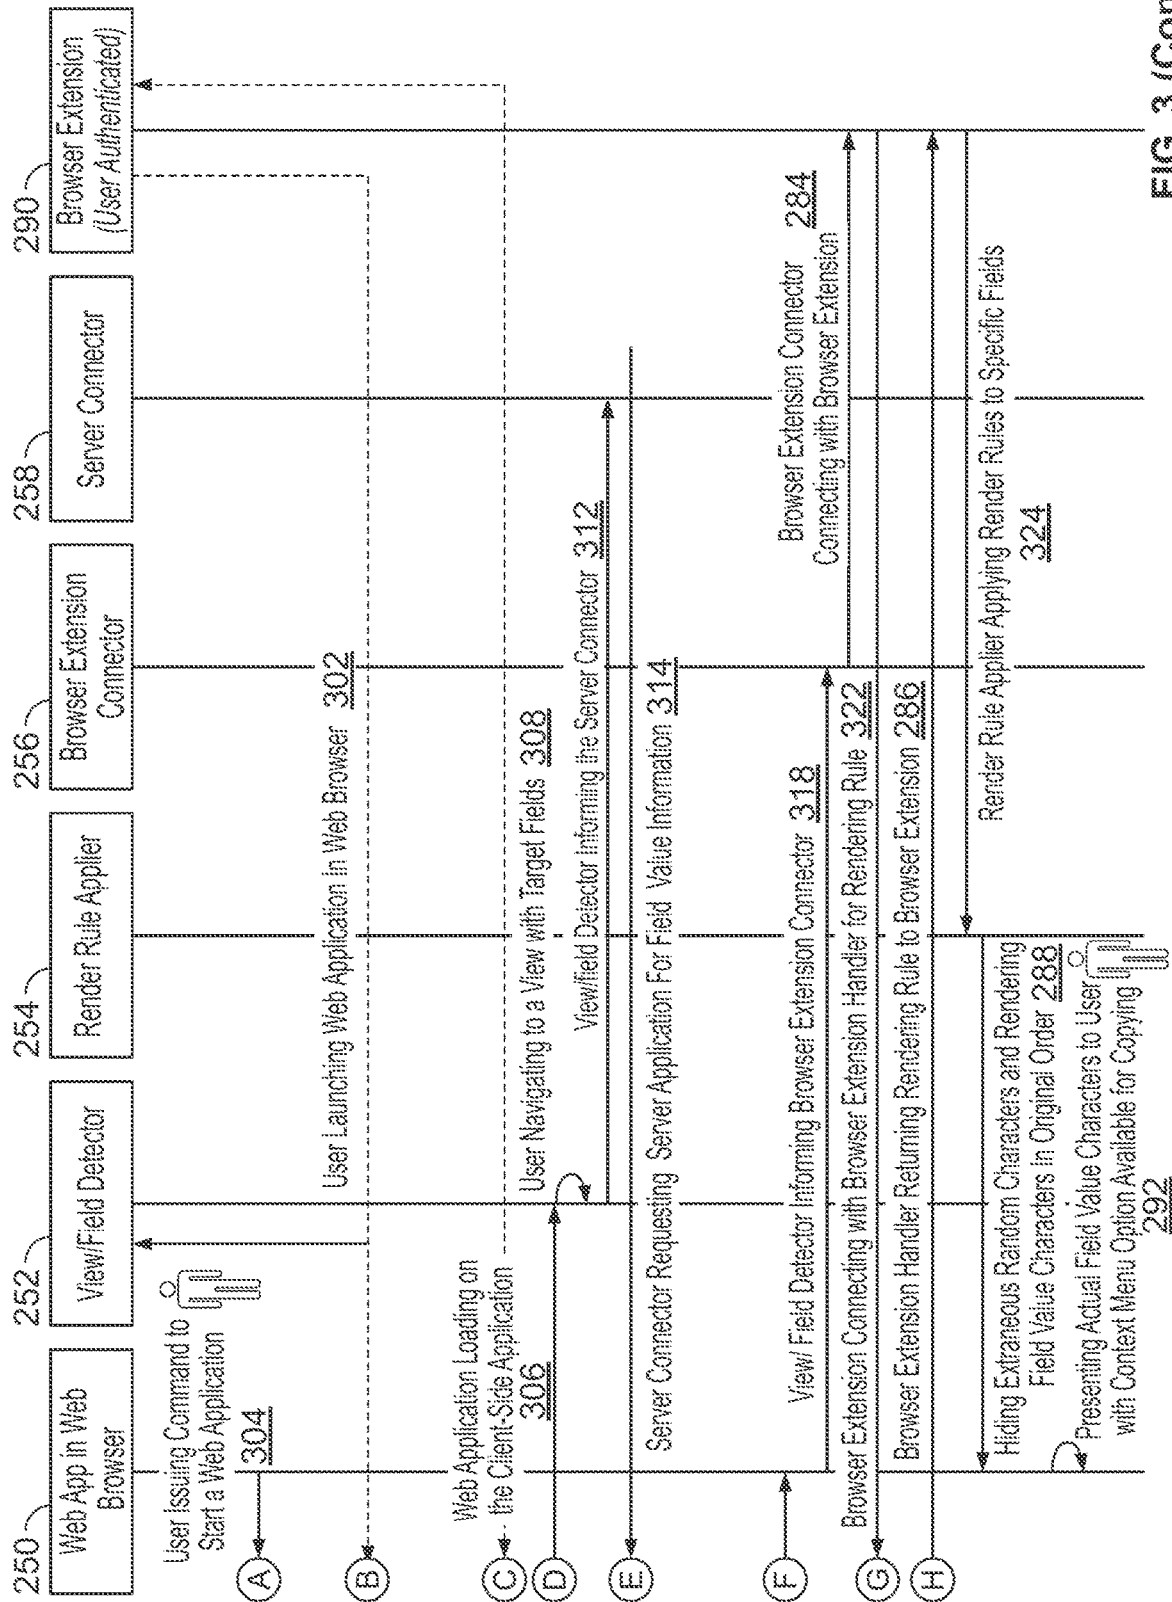 250
Web App in Web
Browser
252
View/Field Detector
254
Render Rule Applier
256
Browser Extension
Connector
258
Server Connector
290
Browser Extension
(User Authenticated)
User Issuing Command to
Start a Web Application
304
A
User Launching Web Application in Web Browser 302
B
Web Application Loading on
the Client-Side Application
306
C
User Navigating to a View with Target Fields 308
D
View/field Detector Informing the Server Connector 312
E
Server Connector Requesting Server Application For Field Value Information 314
F
View/ Field Detector Informing Browser Extension Connector 318
Browser Extension Connector
Connecting with Browser Extension
284
Browser Extension Connecting with Browser Extension Handler for Rendering Rule 322
G
Browser Extension Handler Returning Rendering Rule to Browser Extension 286
H
Render Rule Applier Applying Render Rules to Specific Fields
324
Hiding Extraneous Random Characters and Rendering
Field Value Characters In Original Order 288
Presenting Actual Field Value Characters to User
with Context Menu Option Available for Copying
292
FIG. 3 (Con